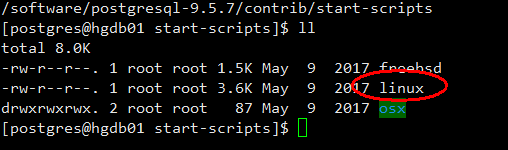 /software/postgresql-9.5.7/contrib/start-scripts
[postgres@hgdb01 start-scripts]$ ll
total 8.0K
-rw-r--r--. 1 root root 1.5K May  9  2017 freebsd
-rw-r--r--. 1 root root 3.6K May  9  2017 linux
drwxrwxrwx. 2 root root   87 May  9  2017 osx
[postgres@hgdb01 start-scripts]$